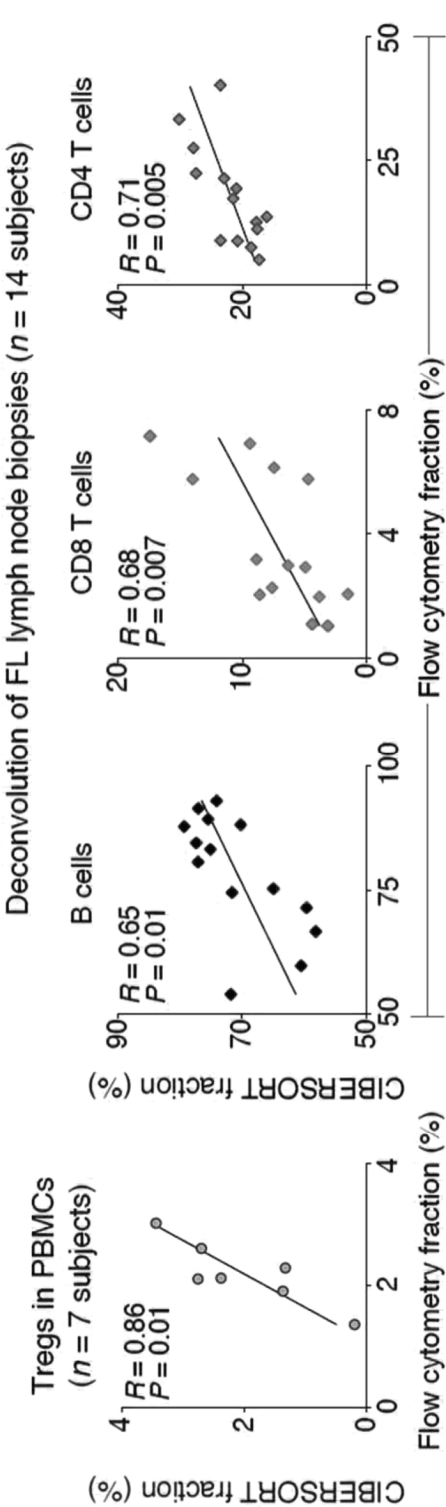 Tregs in PBMCs
(n = 7 subjects)
R = 0.86
P = 0.01
CIBERSORT fraction (%)
4
2
0
0 2 4
Flow cytometry fraction (%)
Deconvolution of FL lymph node biopsies (n = 14 subjects)
B cells
R = 0.65
P = 0.01
CIBERSORT fraction (%)
90
70
50
50 75 100
CD8 T cells
R = 0.68
P = 0.007
20
10
0
0 4 8
CD4 T cells
R = 0.71
P = 0.005
40
20
0
0 25 50
Flow cytometry fraction (%)